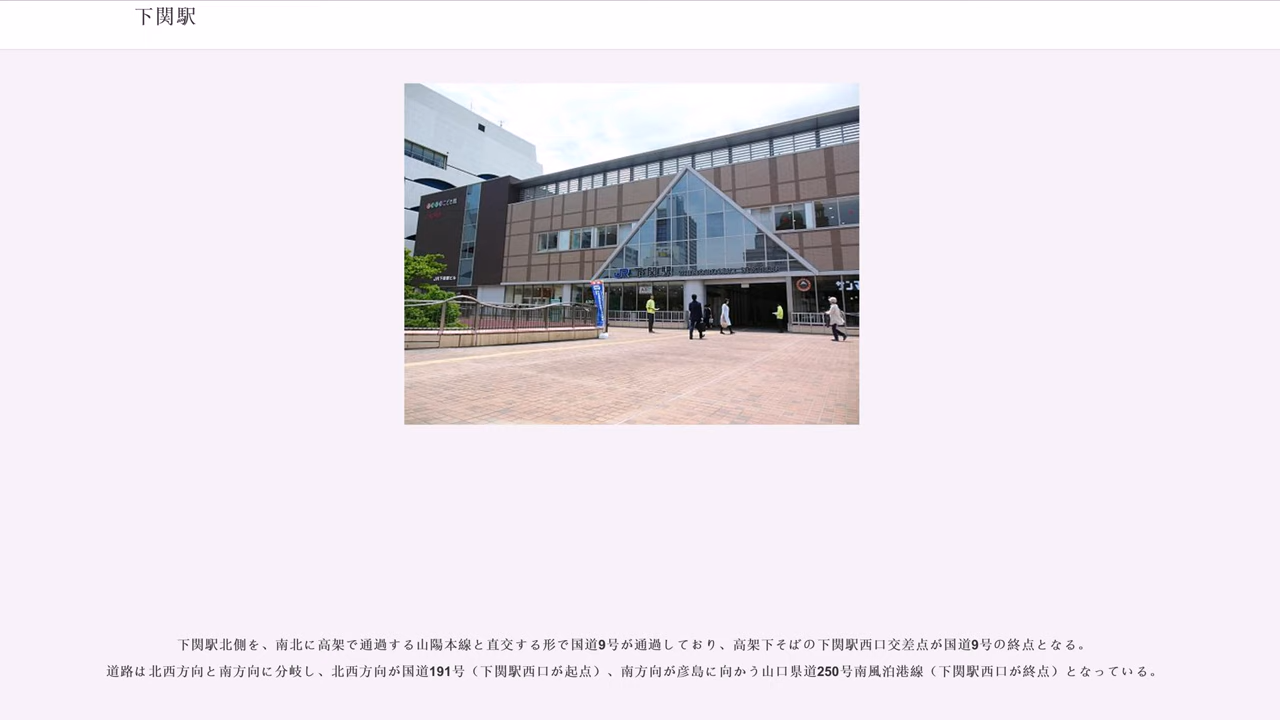 下関駅
JR 下関駅
下関駅北側を、南北に高架で通過する山陽本線と直交する形で国道9号が通過しており、高架下そばの下関駅西口交差点が国道9号の終点となる。
道路は北西方向と南方向に分岐し、北西方向が国道191号（下関駅西口が起点）、南方向が彦島に向かう山口県道250号南風泊港線（下関駅西口が終点）となっている。